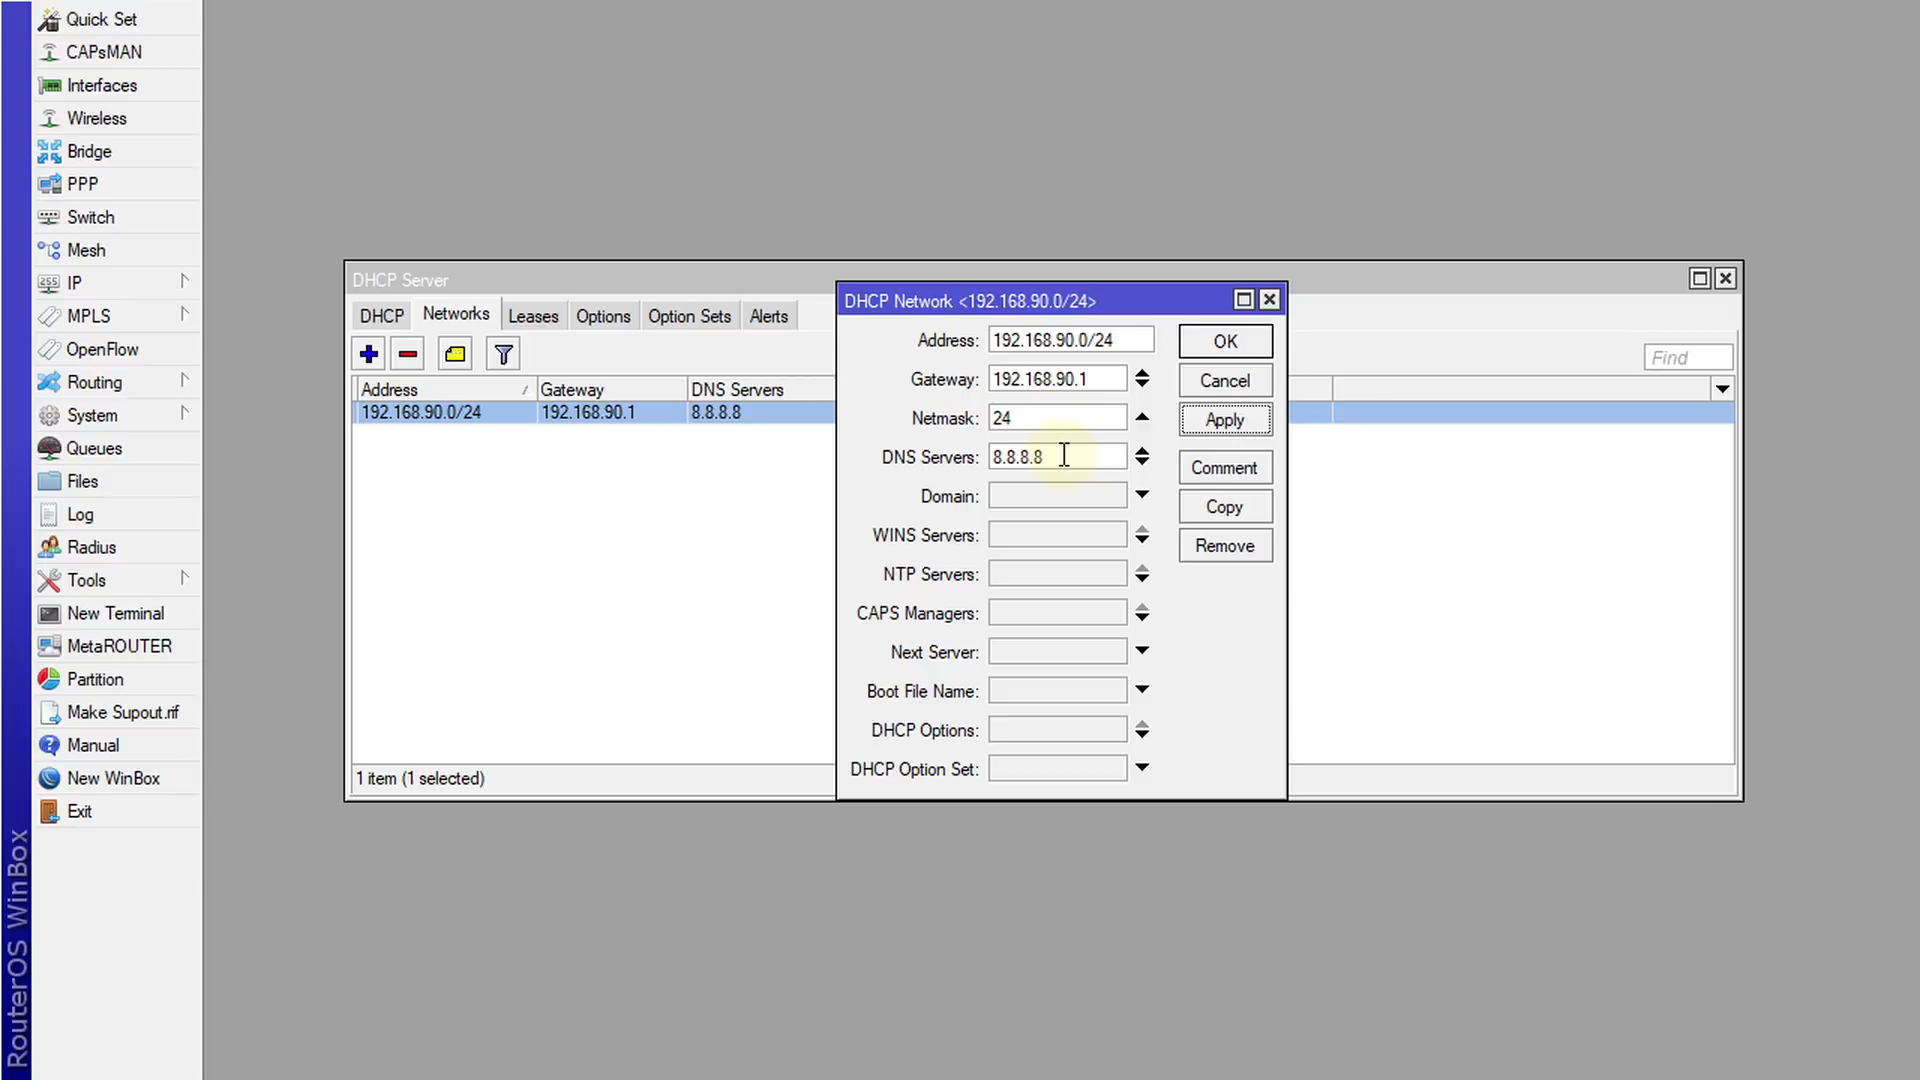 Quick Set
CAPsMAN
Interfaces
Wireless
Bridge
PPP
Switch
Mesh
IP
MPLS
OpenFlow
Routing
System
Queues
Files
Log
Radius
Tools
New Terminal
MetaROUTER
Partition
Make Supout.rif
Manual
New WinBox
Exit
RouterOS WinBox
DHCP Server
DHCP Networks Leases Options Option Sets Alerts
Find
Address Gateway DNS Servers
192.168.90.0/24 192.168.90.1 8.8.8.8
1 item (1 selected)
DHCP Network <192.168.90.0/24>
Address: 192.168.90.0/24
Gateway: 192.168.90.1
Netmask: 24
DNS Servers: 8.8.8.8
Domain:
WINS Servers:
NTP Servers:
CAPS Managers:
Next Server:
Boot File Name:
DHCP Options:
DHCP Option Set:
OK
Cancel
Apply
Comment
Copy
Remove